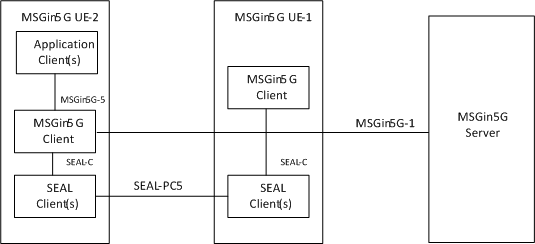 MSGin5G UE-2
Application
Client(s)
MSGin5G-5
MSGin5G
Client
SEAL-C
SEAL
Client(s)
SEAL-PC5
MSGin5G UE-1
MSGin5G
Client
SEAL-C
SEAL
Client(s)
MSGin5G-1
MSGin5G
Server